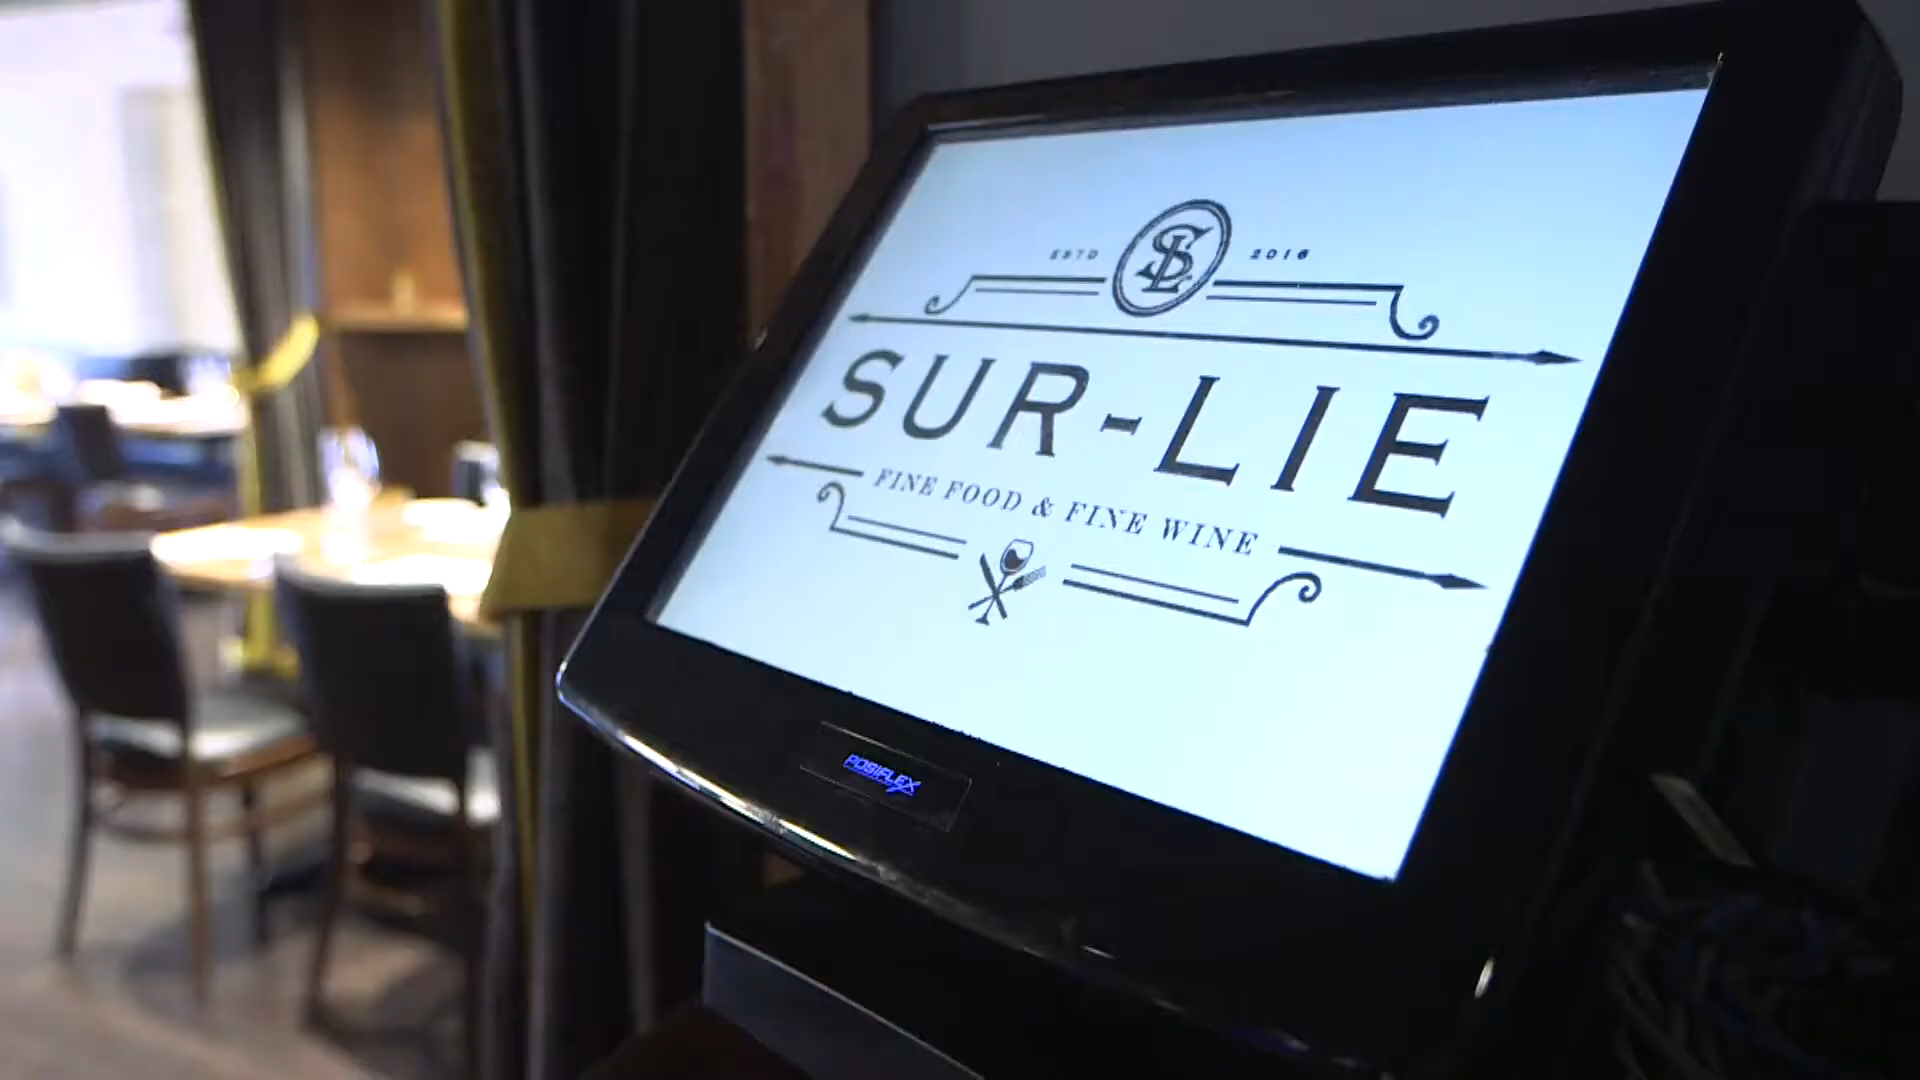 ESTD SL 2016
SUR-LIE
FINE FOOD & FINE WINE
POSIFLEX